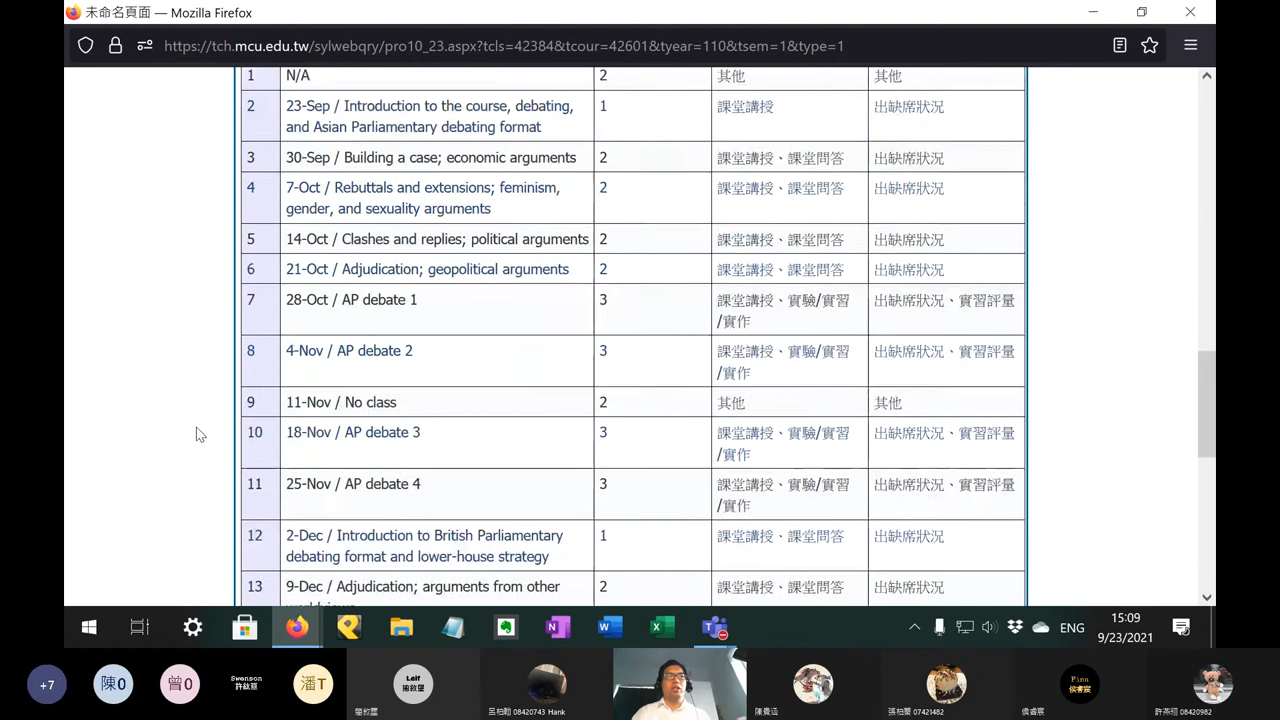 未命名頁面 — Mozilla Firefox
https://tch.mcu.edu.tw/sylwebqry/pro10_23.aspx?tcls=42384&tcour=42601&tyear=110&tsem=1&type=1
1 N/A 2 其他 其他
2 23-Sep / Introduction to the course, debating, 1 課堂講授 出缺席狀況
and Asian Parliamentary debating format
3 30-Sep / Building a case; economic arguments 2 課堂講授、課堂問答 出缺席狀況
4 7-Oct / Rebuttals and extensions; feminism, 2 課堂講授、課堂問答 出缺席狀況
gender, and sexuality arguments
5 14-Oct / Clashes and replies; political arguments 2 課堂講授、課堂問答 出缺席狀況
6 21-Oct / Adjudication; geopolitical arguments 2 課堂講授、課堂問答 出缺席狀況
7 28-Oct / AP debate 1 3 課堂講授、實驗/實習 出缺席狀況、實習評量
/實作
8 4-Nov / AP debate 2 3 課堂講授、實驗/實習 出缺席狀況、實習評量
/實作
9 11-Nov / No class 2 其他 其他
10 18-Nov / AP debate 3 3 課堂講授、實驗/實習 出缺席狀況、實習評量
/實作
11 25-Nov / AP debate 4 3 課堂講授、實驗/實習 出缺席狀況、實習評量
/實作
12 2-Dec / Introduction to British Parliamentary 1 課堂講授、課堂問答 出缺席狀況
debating format and lower-house strategy
13 9-Dec / Adjudication; arguments from other 2 課堂講授、課堂問答 出缺席狀況
ENG
15:09
9/23/2021
+7
陳0
曾0
Swenson
潘T
Leif
08420743 Hank
張柏 07421482
Pinn
08420982